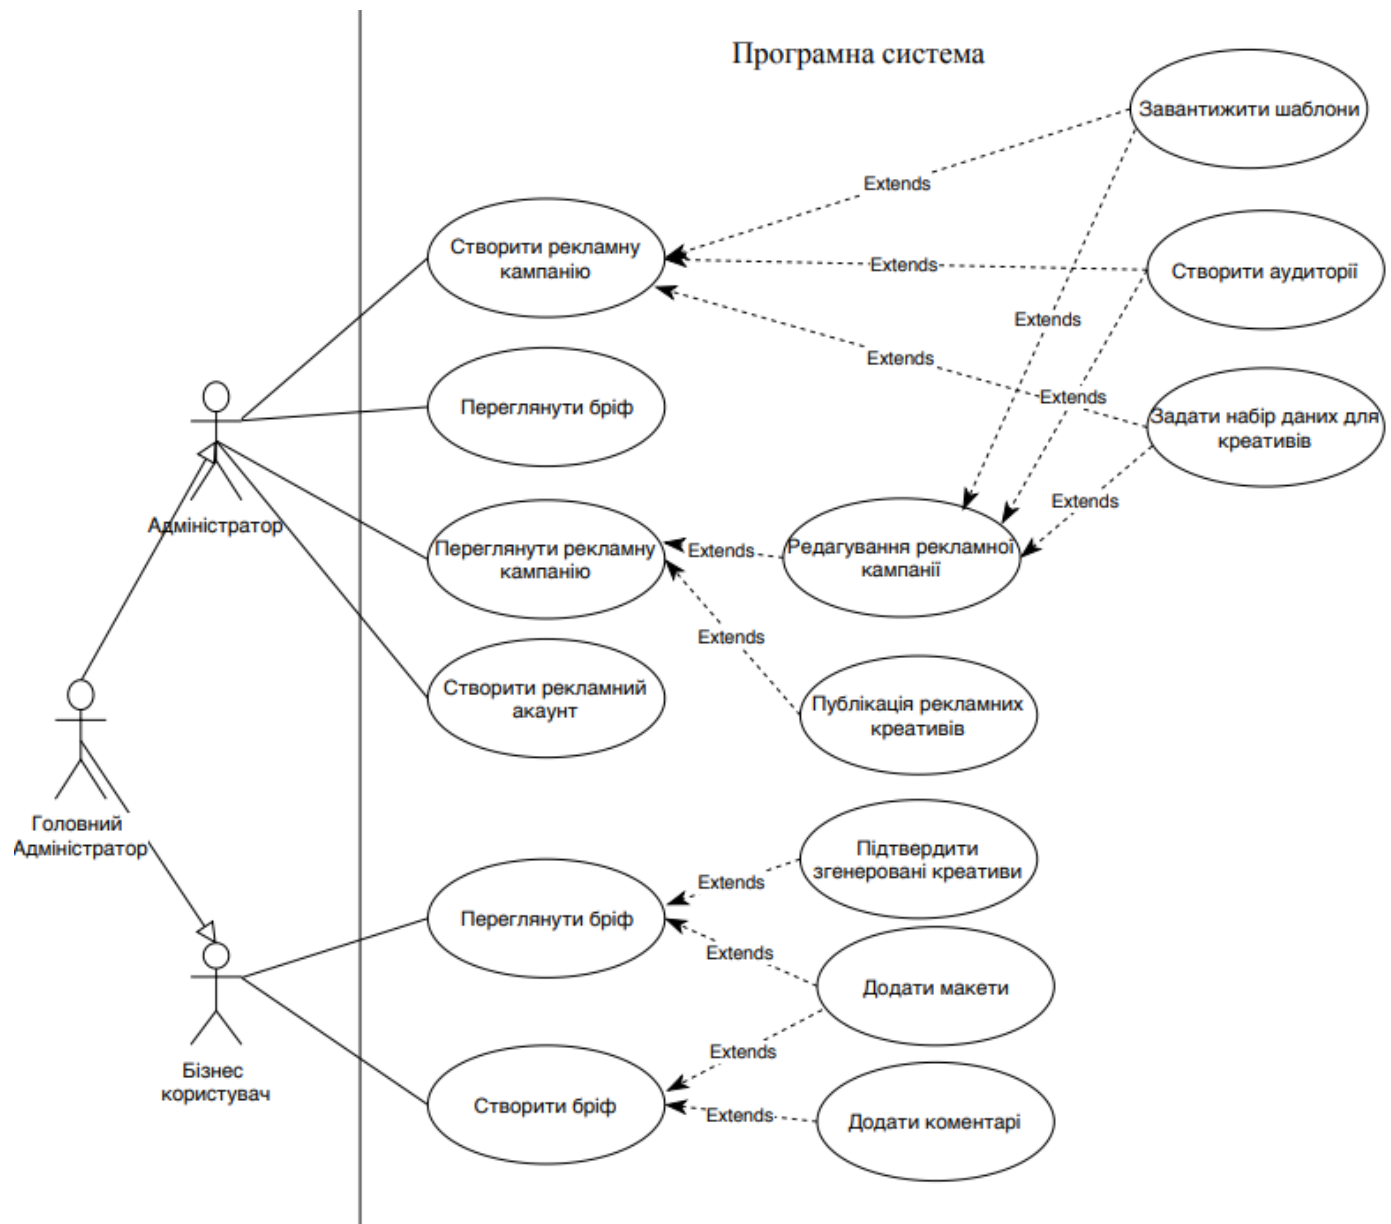 Програмна система
Завантижити шаблони
Extends
Створити рекламну
кампанію
Extends
Створити аудиторії
Extends
Extends
Extends
Переглянути бріф
Задати набір даних для
креативів
Адміністратор
Extends
Переглянути рекламну
кампанію
Extends
Редагування рекламної
кампанії
Extends
Створити рекламний
акаунт
Публікація рекламних
креативів
Головний
Адміністратор
Підтвердити
згенеровані креативи
Extends
Переглянути бріф
Extends
Додати макети
Extends
Бізнес
користувач
Створити бріф
Extends
Додати коментарі